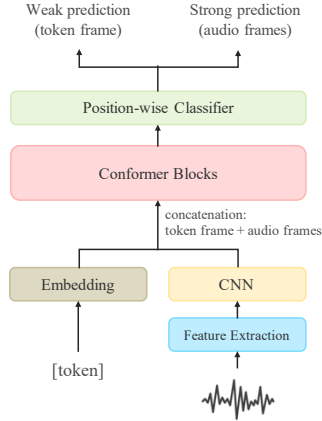 Weak prediction
(token frame)
Strong prediction
(audio frames)
Position-wise Classifier
Conformer Blocks
concatenation:
token frame + audio frames
Embedding
CNN
Feature Extraction
[token]